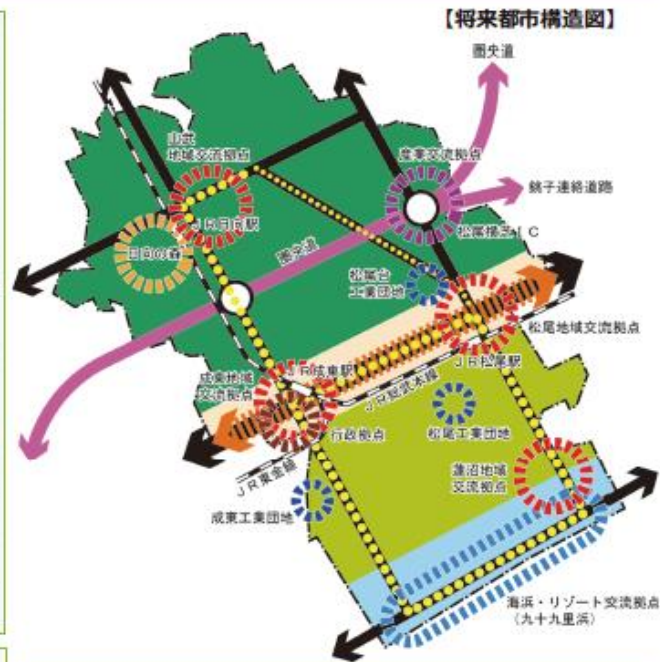 【将来都市構造図】
圏央道
山武
地域交流拠点
産業交流拠点
銚子連絡道路
JR日向駅
松尾横芝IC
日向の森
圏央道
松尾台
工業団地
松尾地域交流拠点
成東地域
交流拠点
JR成東駅
JR松尾駅
JR総武本線
行政拠点
松尾工業団地
JR東金線
蓮沼地域
交流拠点
成東工業団地
海浜・リゾート交流拠点
（九十九里浜）